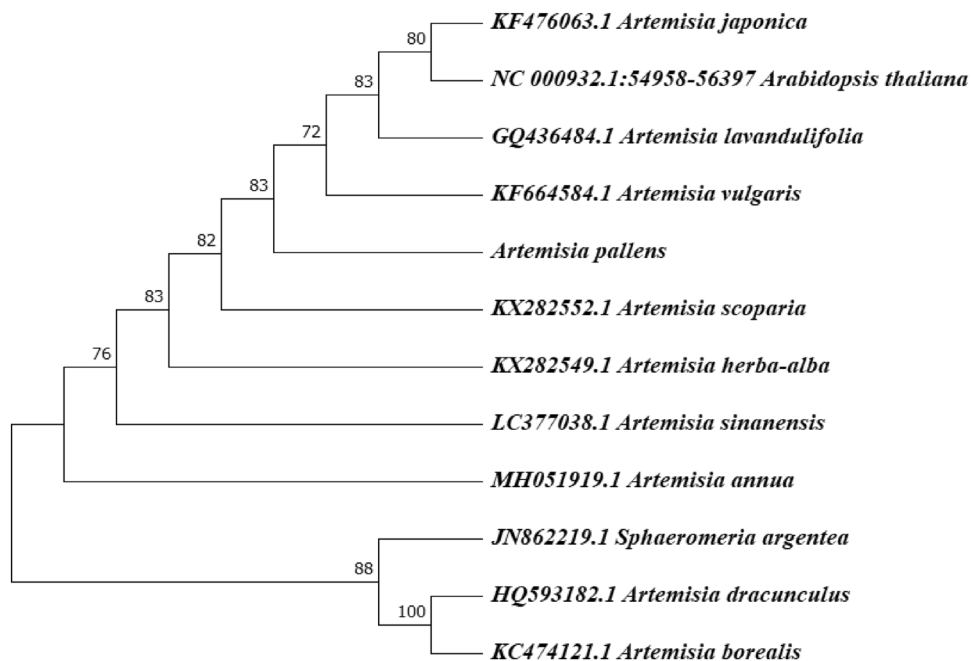 KF476063.1 Artemisia japonica
80
NC 000932.1:54958-56397 Arabidopsis thaliana
83
GQ436484.1 Artemisia lavandulifolia
72
KF664584.1 Artemisia vulgaris
83
Artemisia pallens
82
KX282552.1 Artemisia scoparia
83
KX282549.1 Artemisia herba-alba
76
LC377038.1 Artemisia sinanensis
MH051919.1 Artemisia annua
JN862219.1 Sphaeromeria argentea
88
HQ593182.1 Artemisia dracunculus
100
KC474121.1 Artemisia borealis